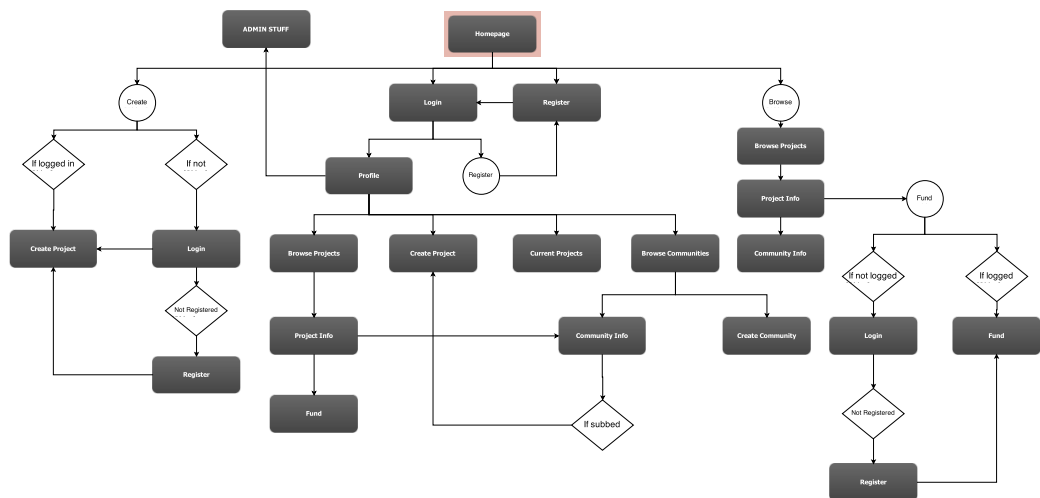 ADMIN STUFF
Homepage
Create
Login
Register
Browse
Browse Projects
If logged in
If not
Profile
Register
Project Info
Fund
Create Project
Login
Browse Projects
Create Project
Current Projects
Browse Communities
Community Info
If not logged
If logged
Not Registered
Project Info
Community Info
Create Community
Login
Fund
Register
Fund
If subbed
Not Registered
Register